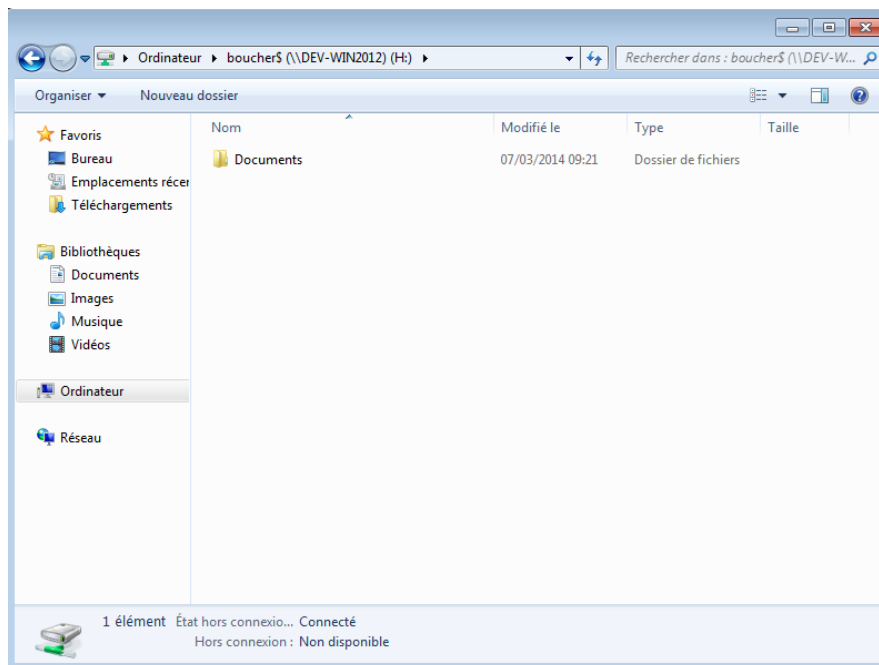 Ordinateur boucher$ (\\DEV-WIN2012) (H:)
Rechercher dans : boucher$ (\\DEV-W...
Organiser Nouveau dossier
Nom Modifié le Type Taille
Documents 07/03/2014 09:21 Dossier de fichiers
Favoris
Bureau
Emplacements récer
Téléchargements
Bibliothèques
Documents
Images
Musique
Vidéos
Ordinateur
Réseau
1 élément État hors connexio... Connecté
Hors connexion : Non disponible